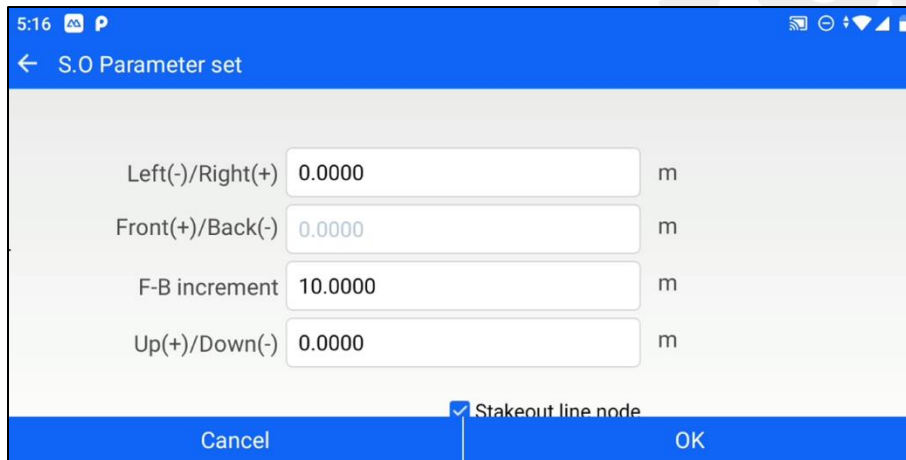 5:16
S.O Parameter set
Left(-)/Right(+) 0.0000 m
Front(+)/Back(-) 0.0000 m
F-B increment 10.0000 m
Up(+)/Down(-) 0.0000 m
Stakeout line node
Cancel OK